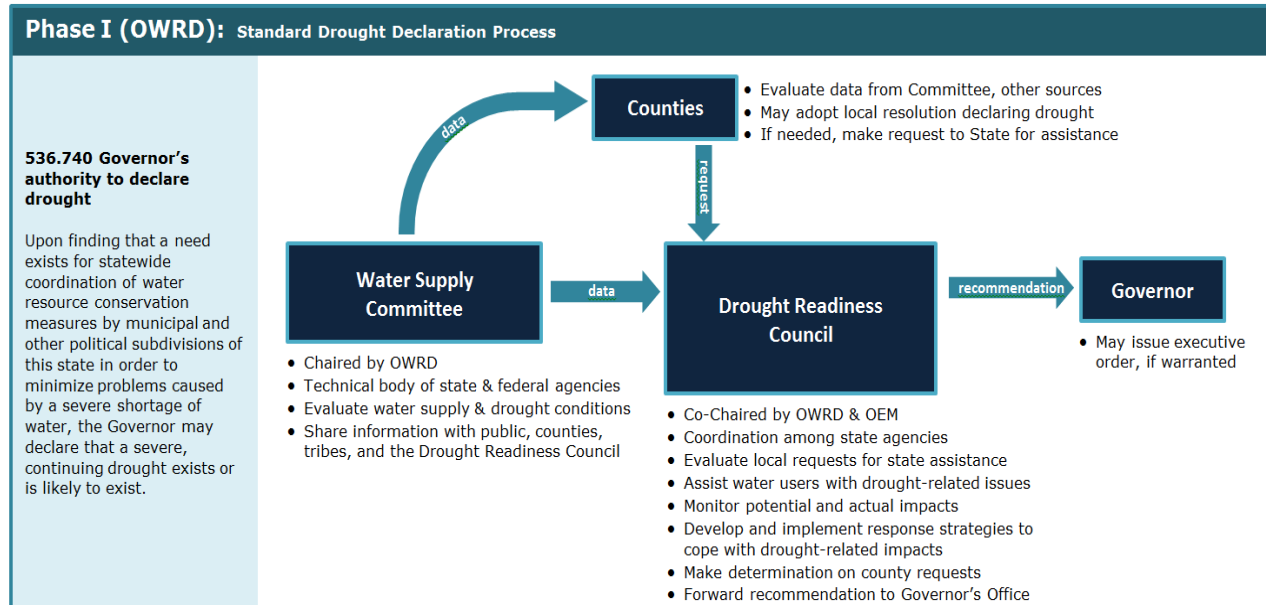 Phase I (OWRD): Standard Drought Declaration Process
536.740 Governor's
authority to declare
drought
Upon finding that a need
exists for statewide
coordination of water
resource conservation
measures by municipal and
other political subdivisions of
this state in order to
minimize problems caused
by a severe shortage of
water, the Governor may
declare that a severe,
continuing drought exists or
is likely to exist.
data
Counties
• Evaluate data from Committee, other sources
• May adopt local resolution declaring drought
• If needed, make request to State for assistance
request
Water Supply
Committee
• Chaired by OWRD
• Technical body of state & federal agencies
• Evaluate water supply & drought conditions
• Share information with public, counties,
tribes, and the Drought Readiness Council
data
Drought Readiness
Council
• Co-Chaired by OWRD & OEM
• Coordination among state agencies
• Evaluate local requests for state assistance
• Assist water users with drought-related issues
• Monitor potential and actual impacts
• Develop and implement response strategies to
cope with drought-related impacts
• Make determination on county requests
• Forward recommendation to Governor's Office
recommendation
Governor
• May issue executive
order, if warranted